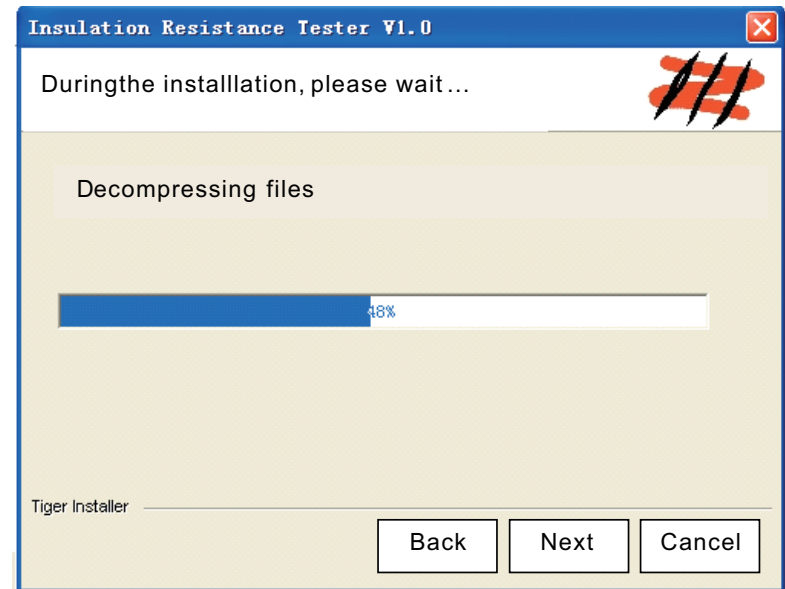 Insulation Resistance Tester V1.0
Duringthe installlation, please wait...
Decompressing files
48%
Tiger Installer
Back Next Cancel